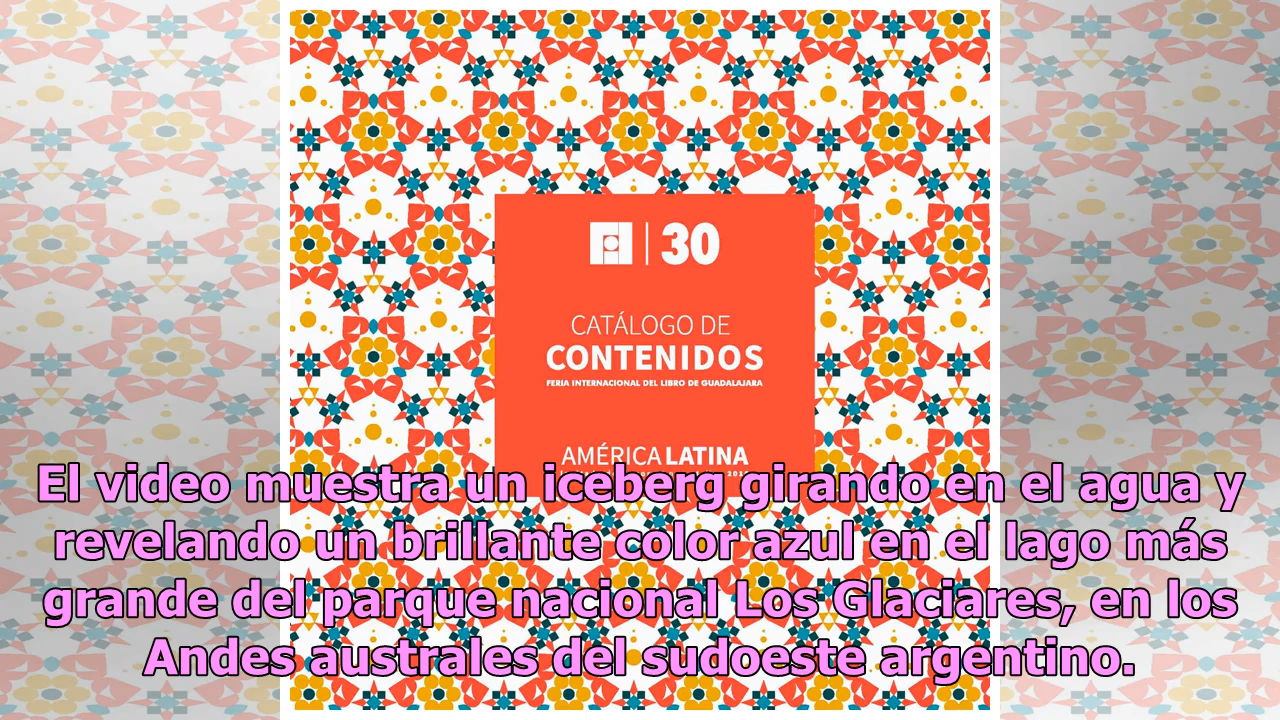 FIL | 30
CATÁLOGO DE
CONTENIDOS
FERIA INTERNACIONAL DEL LIBRO DE GUADALAJARA
AMÉRICA LATINA
El video muestra un iceberg girando en el agua y
revelando un brillante color azul en el lago más
grande del parque nacional Los Glaciares, en los
Andes australes del sudoeste argentino.